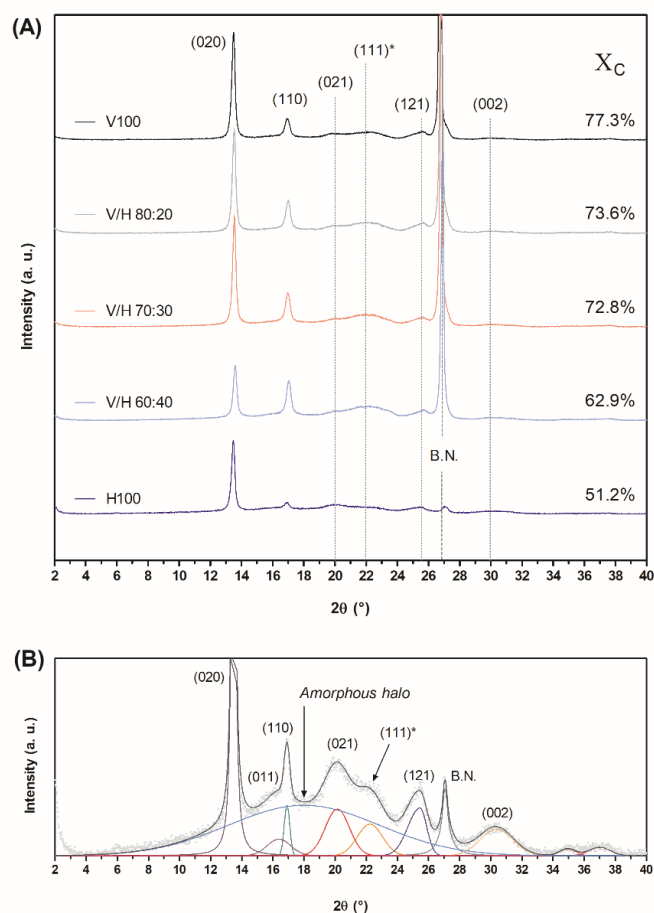 (A)
(020)
(110)
(021)
(111)*
(121)
(002)
X_C
V100
77.3%
V/H 80:20
73.6%
V/H 70:30
72.8%
V/H 60:40
62.9%
B.N.
H100
51.2%
Intensity (a. u.)
2 4 6 8 10 12 14 16 18 20 22 24 26 28 30 32 34 36 38 40
2θ (°)
(B)
(020)
Amorphous halo
(110)
(011)
(021)
(111)*
(121)
B.N.
(002)
Intensity (a. u.)
2 4 6 8 10 12 14 16 18 20 22 24 26 28 30 32 34 36 38 40
2θ (°)